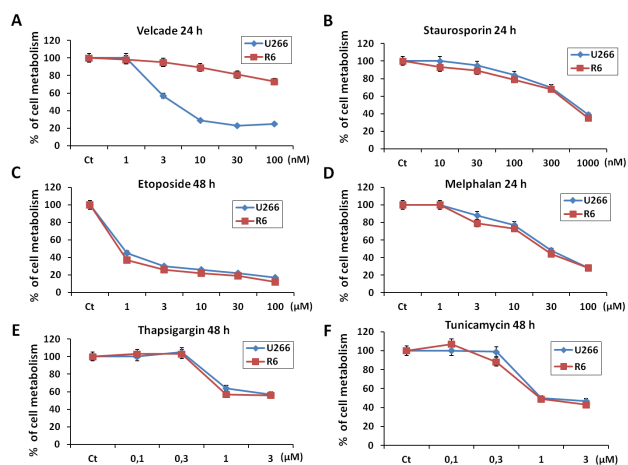 A
Velcade 24 h
% of cell metabolism
120
100
80
60
40
20
0
Ct 1 3 10 30 100 (nM)
U266
R6
B
Staurosporin 24 h
% of cell metabolism
120
100
80
60
40
20
0
Ct 10 30 100 300 1000 (nM)
U266
R6
C
Etoposide 48 h
% of cell metabolism
120
100
80
60
40
20
0
Ct 1 3 10 30 100 (µM)
U266
R6
D
Melphalan 24 h
% of cell metabolism
120
100
80
60
40
20
0
Ct 1 3 10 30 100 (µM)
U266
R6
E
Thapsigargin 48 h
% of cell metabolism
120
100
80
60
40
20
0
Ct 0,1 0,3 1 3 (µM)
U266
R6
F
Tunicamycin 48 h
% of cell metabolism
120
100
80
60
40
20
0
Ct 0,1 0,3 1 3 (µM)
U266
R6